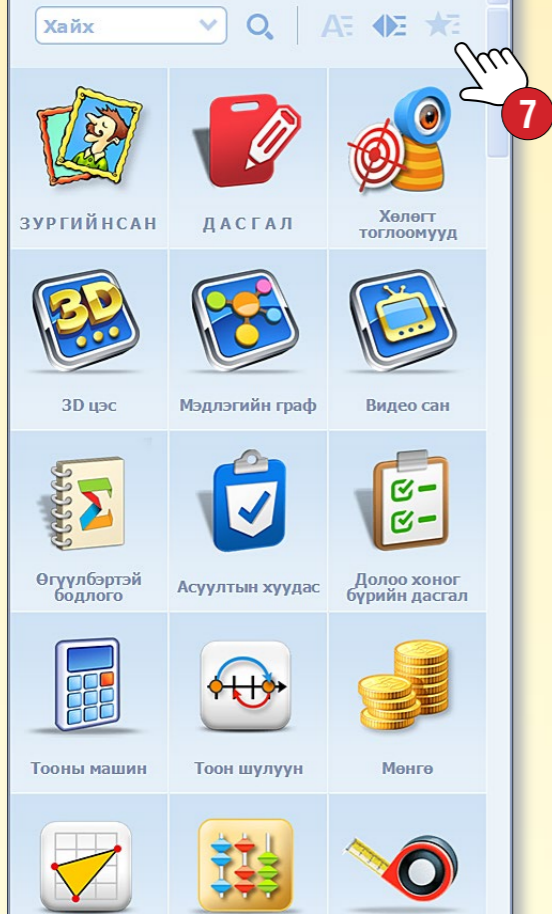 Хайх
A
7
ЗУРГИЙНСАН ДАСГАЛ Хөлөгт
тоглоомууд
3D
3D цэс Мэдлэгийн граф Видео сан
Σ
Өгүүлбэртэй
бодлого
Асуултын хуудас
Долоо хоног
бүрийн дасгал
Тооны машин Тоон шулуун Мөнгө